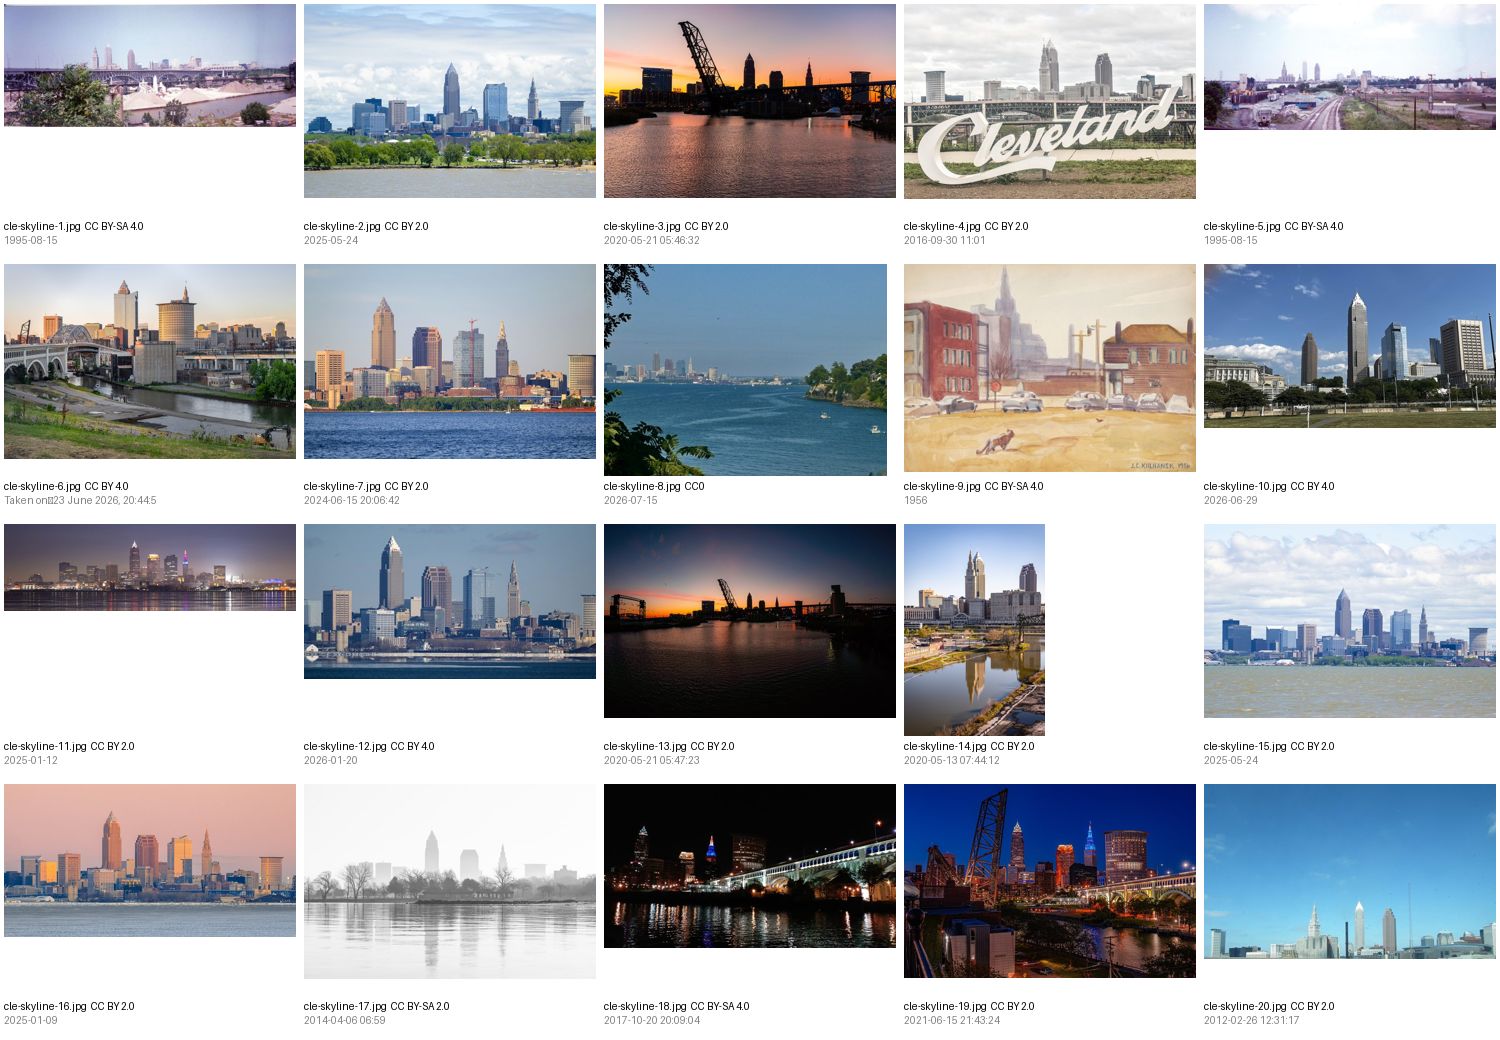 Cleveland
cle-skyline-1.jpg CC BY-SA 4.0
1995-08-15
cle-skyline-2.jpg CC BY 2.0
2025-05-24
cle-skyline-3.jpg CC BY 2.0
2020-05-21 05:46:32
cle-skyline-4.jpg CC BY 2.0
2016-09-30 11:01
cle-skyline-5.jpg CC BY-SA 4.0
1995-08-15
J.C. KULHANEK 1956
cle-skyline-6.jpg CC BY 4.0
Taken on 23 June 2026, 20:44:5
cle-skyline-7.jpg CC BY 2.0
2024-06-15 20:06:42
cle-skyline-8.jpg CC0
2026-07-15
cle-skyline-9.jpg CC BY-SA 4.0
1956
cle-skyline-10.jpg CC BY 4.0
2026-06-29
cle-skyline-11.jpg CC BY 2.0
2025-01-12
cle-skyline-12.jpg CC BY 4.0
2026-01-20
cle-skyline-13.jpg CC BY 2.0
2020-05-21 05:47:23
cle-skyline-14.jpg CC BY 2.0
2020-05-13 07:44:12
cle-skyline-15.jpg CC BY 2.0
2025-05-24
cle-skyline-16.jpg CC BY 2.0
2025-01-09
cle-skyline-17.jpg CC BY-SA 2.0
2014-04-06 06:59
cle-skyline-18.jpg CC BY-SA 4.0
2017-10-20 20:09:04
cle-skyline-19.jpg CC BY 2.0
2021-06-15 21:43:24
cle-skyline-20.jpg CC BY 2.0
2012-02-26 12:31:17